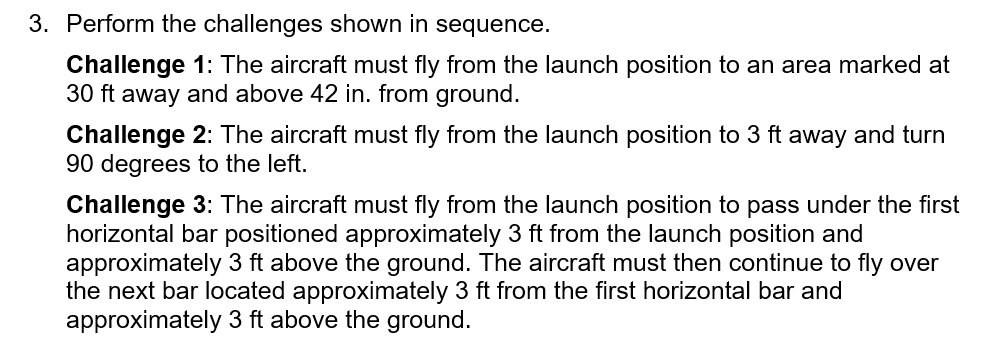 3. Perform the challenges shown in sequence.
Challenge 1: The aircraft must fly from the launch position to an area marked at
30 ft away and above 42 in. from ground.
Challenge 2: The aircraft must fly from the launch position to 3 ft away and turn
90 degrees to the left.
Challenge 3: The aircraft must fly from the launch position to pass under the first
horizontal bar positioned approximately 3 ft from the launch position and
approximately 3 ft above the ground. The aircraft must then continue to fly over
the next bar located approximately 3 ft from the first horizontal bar and
approximately 3 ft above the ground.